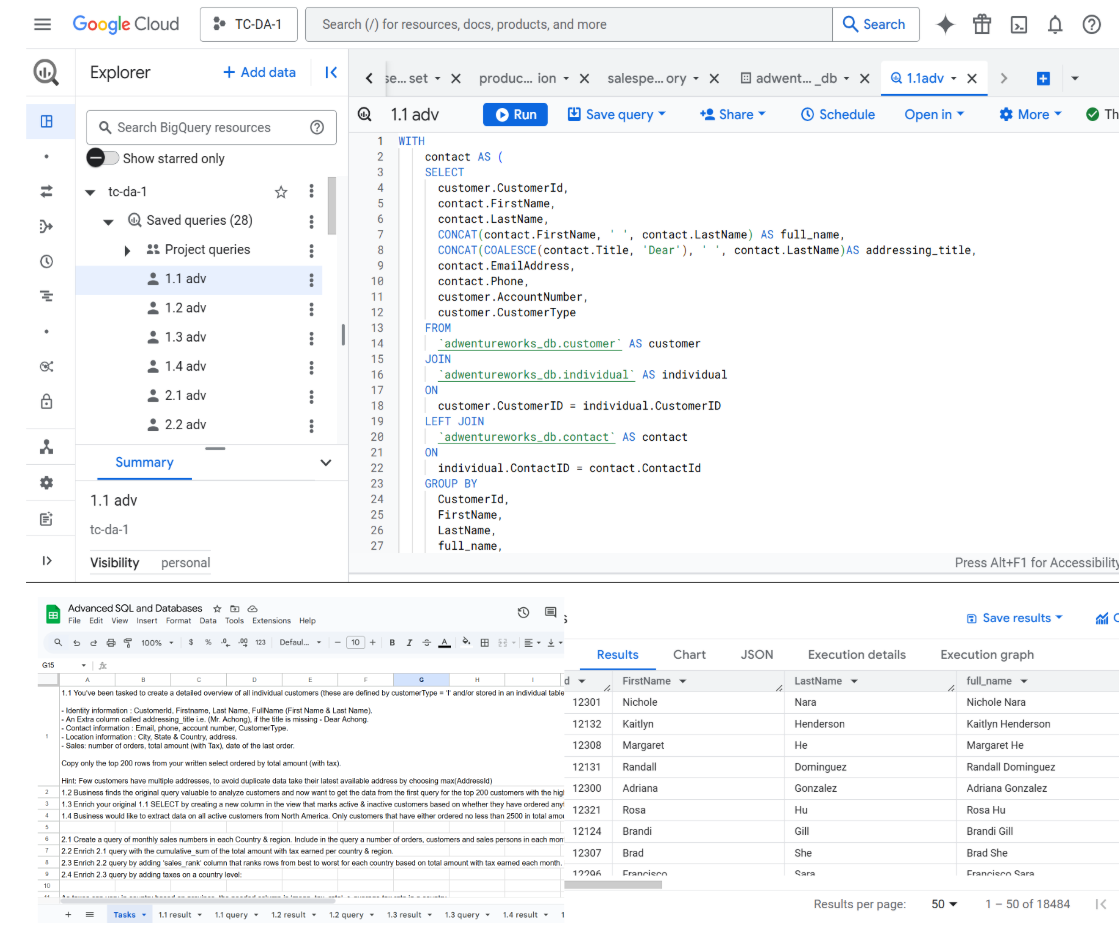 Google Cloud
TC-DA-1
Search (/) for resources, docs, products, and more
Search
Explorer
+ Add data
se... set
produc... ion
salespe... ory
adwent... _db
1.1adv
Search BigQuery resources
1.1 adv
Run
Save query
Share
Schedule
Open in
More
Th
Show starred only
tc-da-1
Saved queries (28)
Project queries
1.1 adv
1.2 adv
1.3 adv
1.4 adv
2.1 adv
2.2 adv
Summary
1.1 adv
tc-da-1
Visibility personal
1 WITH
2 contact AS (
3 SELECT
4 customer.CustomerId,
5 contact.FirstName,
6 contact.LastName,
7 CONCAT(contact.FirstName, ' ', contact.LastName) AS full_name,
8 CONCAT(COALESCE(contact.Title, 'Dear'), ' ', contact.LastName)AS addressing_title,
9 contact.EmailAddress,
10 contact.Phone,
11 customer.AccountNumber,
12 customer.CustomerType
13 FROM
14 `adwentureworks_db.customer` AS customer
15 JOIN
16 `adwentureworks_db.individual` AS individual
17 ON
18 customer.CustomerID = individual.CustomerID
19 LEFT JOIN
20 `adwentureworks_db.contact` AS contact
21 ON
22 individual.ContactID = contact.ContactId
23 GROUP BY
24 CustomerId,
25 FirstName,
26 LastName,
27 full_name,
Press Alt+F1 for Accessibility
Advanced SQL and Databases
File Edit View Insert Format Data Tools Extensions Help
100% $ % .0 .00 123 Defaul... − 10 + B I A
G15 fx
A B C D E F G H I
1
1.1 You've been tasked to create a detailed overview of all individual customers (these are defined by customerType = 'I' and/or stored in an individual table
- Identity information : CustomerId, Firstname, Last Name, FullName (First Name & Last Name).
- An Extra column called addressing_title i.e. (Mr. Achong), if the title is missing - Dear Achong.
- Contact information : Email, phone, account number, CustomerType.
- Location information : City, State & Country, address.
- Sales: number of orders, total amount (with Tax), date of the last order.
Copy only the top 200 rows from your written select ordered by total amount (with tax).
Hint: Few customers have multiple addresses, to avoid duplicate data take their latest available address by choosing max(AddressId)
2 1.2 Business finds the original query valuable to analyze customers and now want to get the data from the first query for the top 200 customers with the hig
3 1.3 Enrich your original 1.1 SELECT by creating a new column in the view that marks active & inactive customers based on whether they have ordered anyt
4 1.4 Business would like to extract data on all active customers from North America. Only customers that have either ordered no less than 2500 in total amou
5
6 2.1 Create a query of monthly sales numbers in each Country & region. Include in the query a number of orders, customers and sales persons in each mon
7 2.2 Enrich 2.1 query with the cumulative_sum of the total amount with tax earned per country & region.
8 2.3 Enrich 2.2 query by adding 'sales_rank' column that ranks rows from best to worst for each country based on total amount with tax earned each month.
9 2.4 Enrich 2.3 query by adding taxes on a country level:
10
+ Tasks 1.1 result 1.1 query 1.2 result 1.2 query 1.3 result 1.3 query 1.4 result 1
s
Save results
Results Chart JSON Execution details Execution graph
d FirstName LastName full_name
12301 Nichole Nara Nichole Nara
12132 Kaitlyn Henderson Kaitlyn Henderson
12308 Margaret He Margaret He
12131 Randall Dominguez Randall Dominguez
12300 Adriana Gonzalez Adriana Gonzalez
12321 Rosa Hu Rosa Hu
12124 Brandi Gill Brandi Gill
12307 Brad She Brad She
12296 Francisco Sara Francisco Sara
Results per page: 50 1 – 50 of 18484